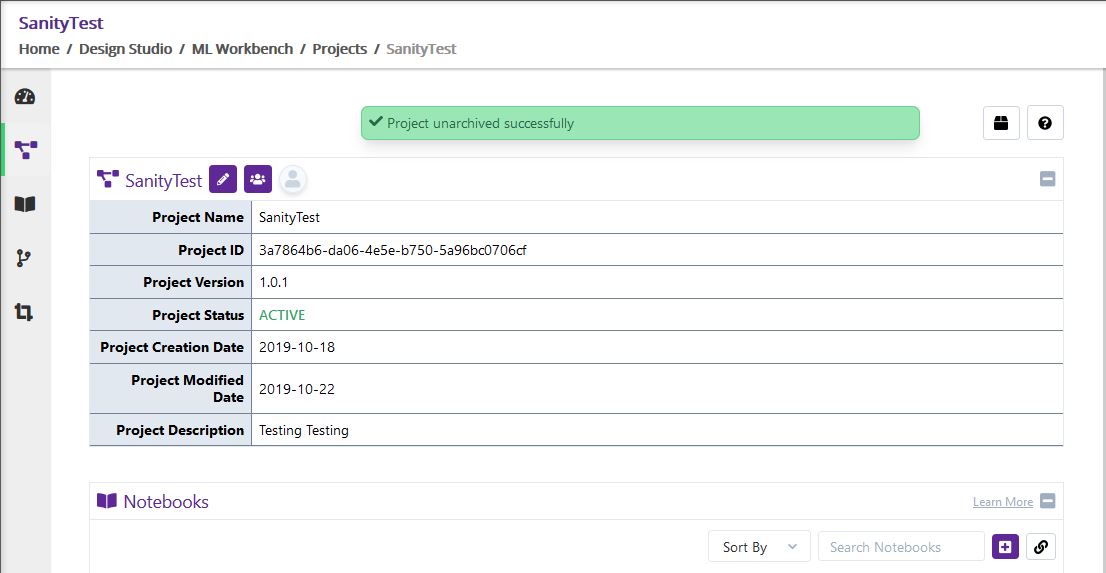 SanityTest
Home / Design Studio / ML Workbench / Projects / SanityTest
Project unarchived successfully
SanityTest
Project Name SanityTest
Project ID 3a7864b6-da06-4e5e-b750-5a96bc0706cf
Project Version 1.0.1
Project Status ACTIVE
Project Creation Date 2019-10-18
Project Modified
Date 2019-10-22
Project Description Testing Testing
Notebooks Learn More
Sort By Search Notebooks